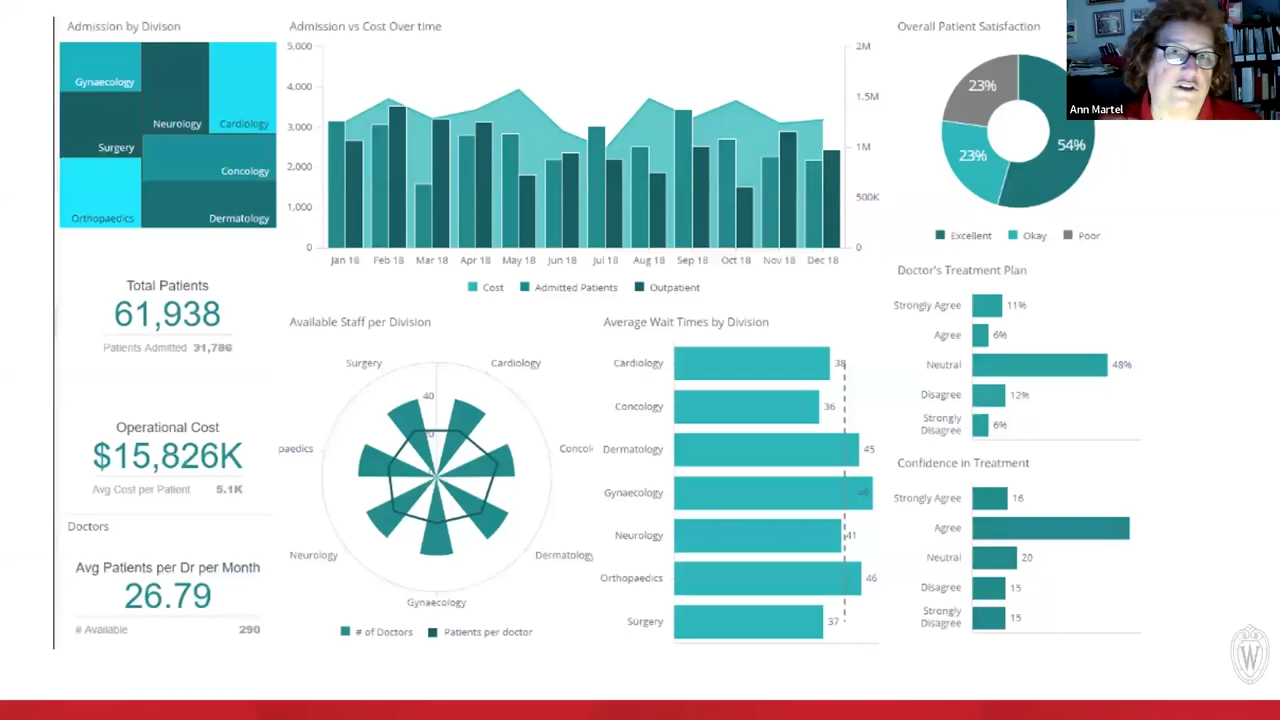 Admission by Divison
Gynaecology
Surgery
Orthopaedics
Neurology
Cardiology
Concology
Dermatology
Total Patients
61,938
Patients Admitted 31,786
Operational Cost
$15,826K
Avg Cost per Patient 5.1K
Doctors
Avg Patients per Dr per Month
26.79
# Available 290
Admission vs Cost Over time
5,000
4,000
3,000
2,000
1,000
0
2M
1.5M
1M
500K
0
Jan 18 Feb 18 Mar 18 Apr 18 May 18 Jun 18 Jul 18 Aug 18 Sep 18 Oct 18 Nov 18 Dec 18
Cost Admitted Patients Outpatient
Available Staff per Division
Surgery
Cardiology
40
20
paedics
Concol
Neurology
Dermatology
Gynaecology
# of Doctors Patients per doctor
Average Wait Times by Division
Cardiology 38
Concology 36
Dermatology 45
Gynaecology
Neurology 41
Orthopaedics 46
Surgery 37
Overall Patient Satisfaction
23%
23%
54%
Excellent Okay Poor
Doctor's Treatment Plan
Strongly Agree 11%
Agree 6%
Neutral 48%
Disagree 12%
Strongly
Disagree 6%
Confidence in Treatment
Strongly Agree 16
Agree
Neutral 20
Disagree 15
Strongly
Disagree 15
Ann Martel
W